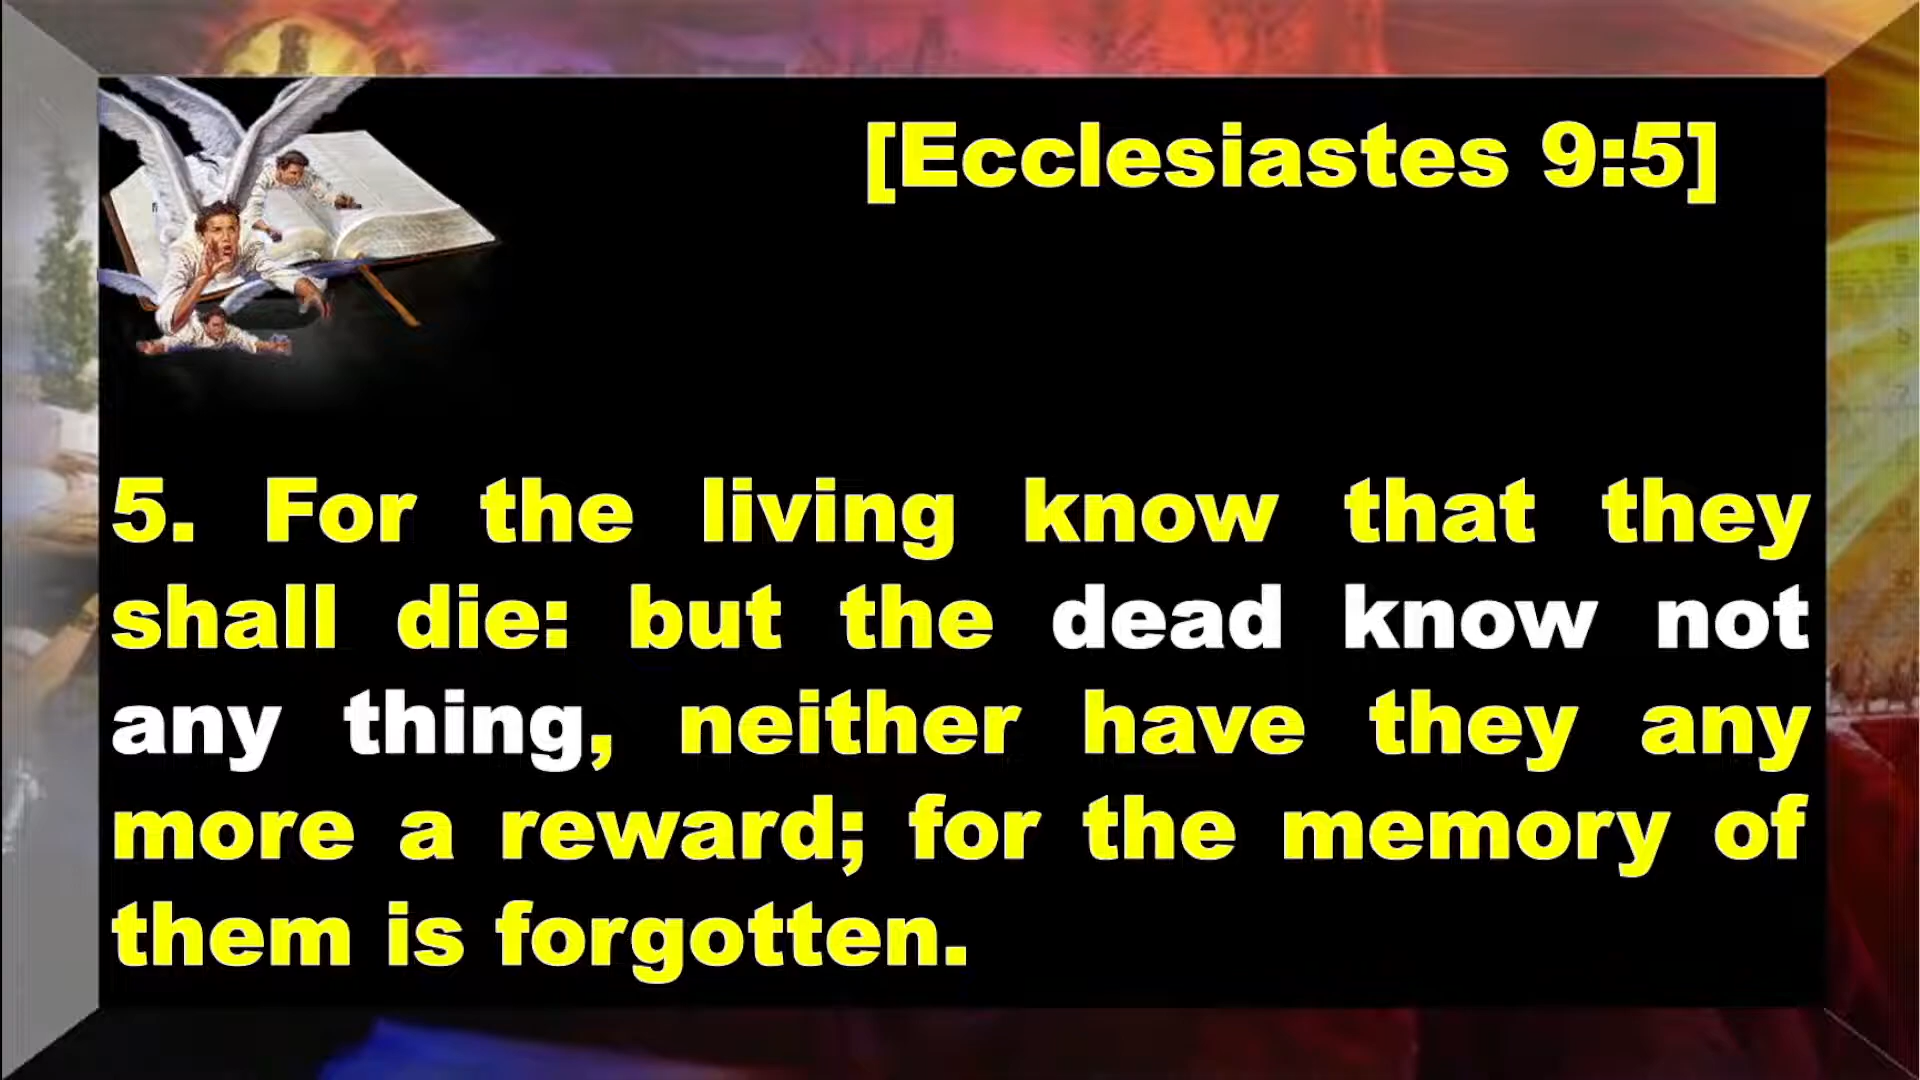 [Ecclesiastes 9:5]
5. For the living know that they
shall die: but the dead know not
any thing, neither have they any
more a reward; for the memory of
them is forgotten.